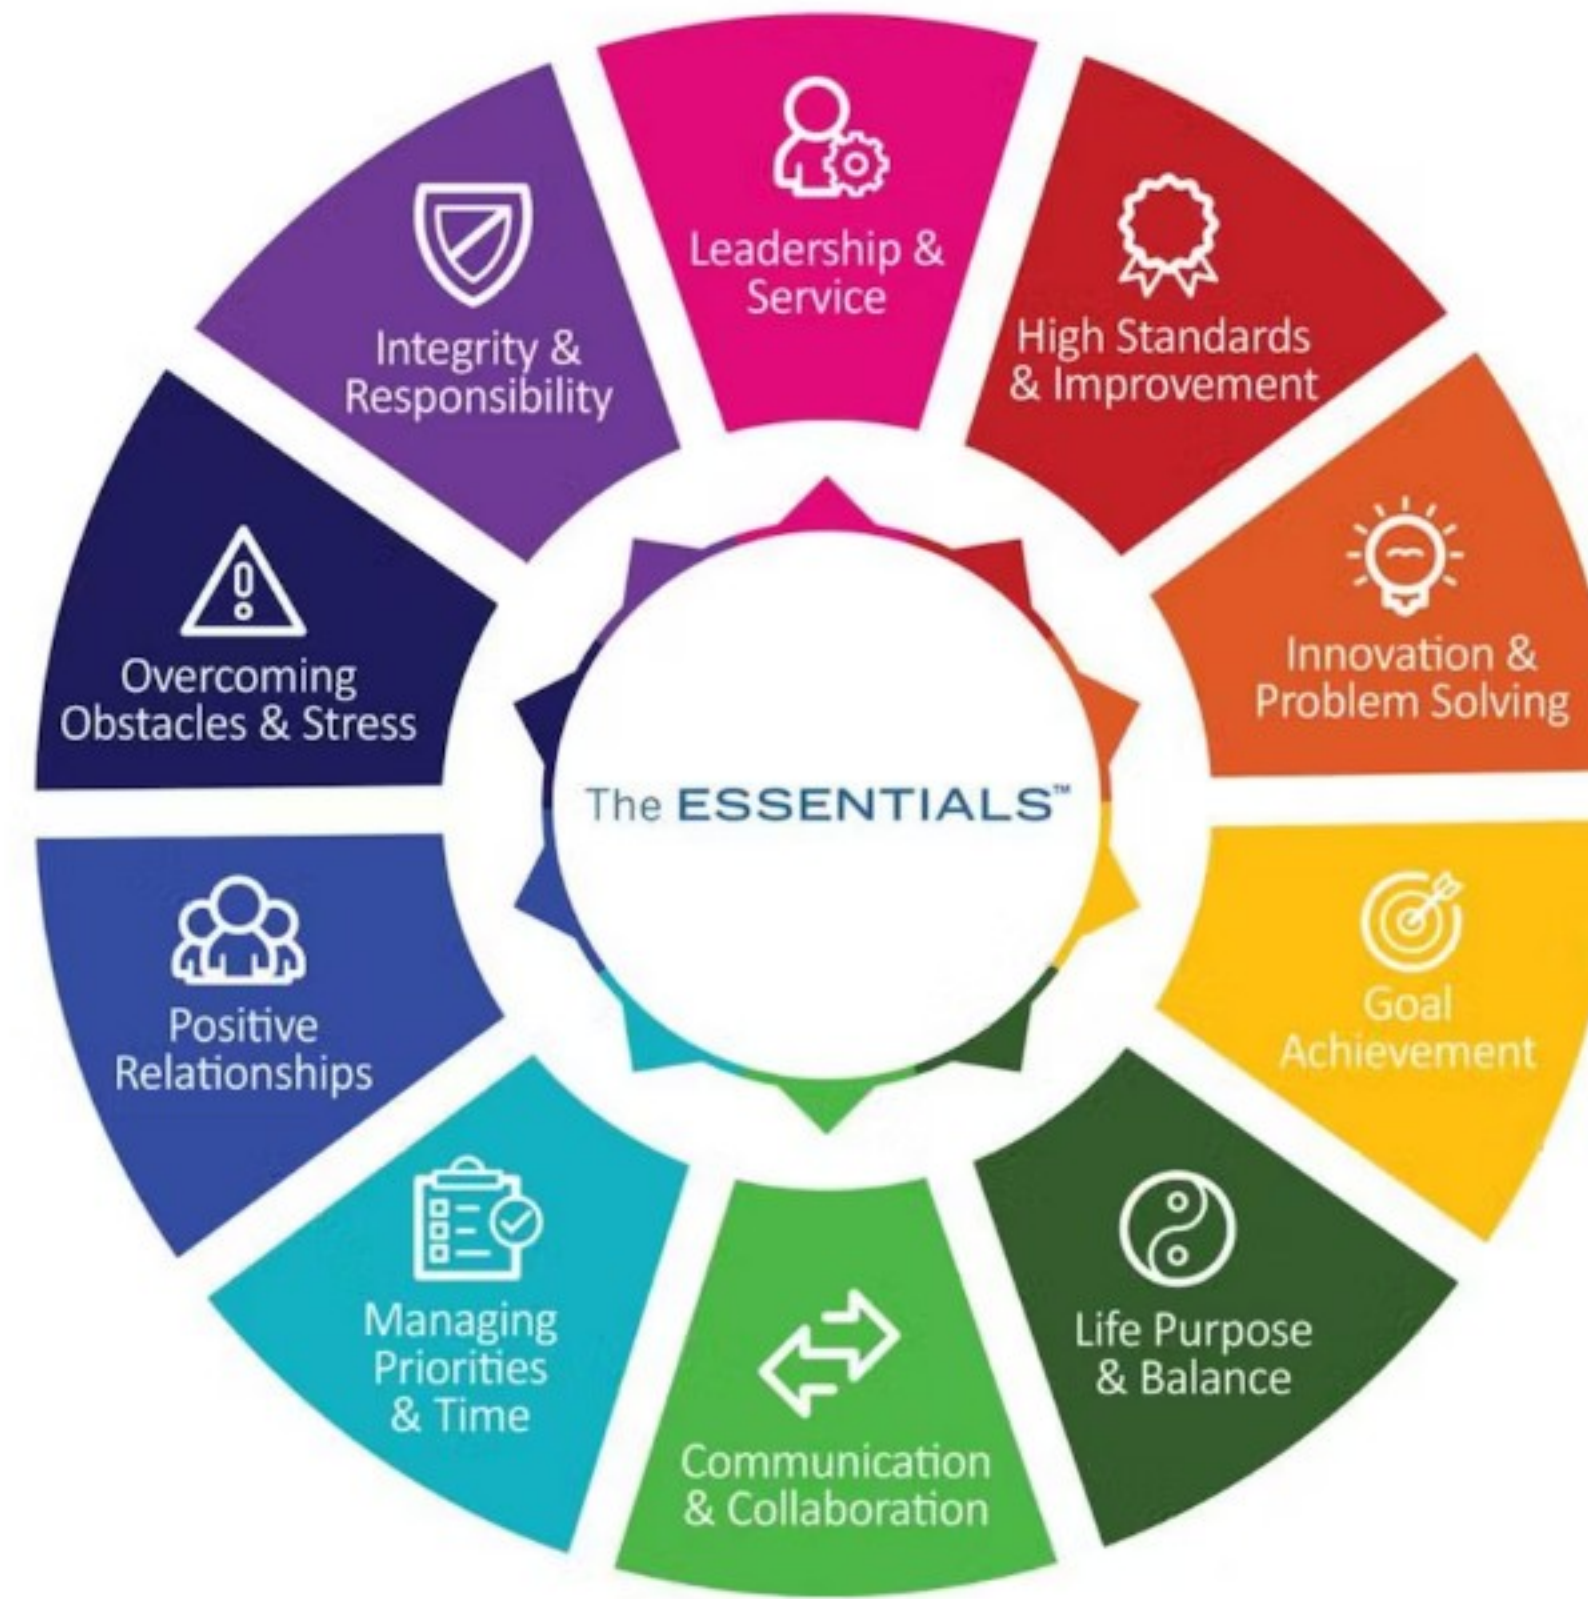 Leadership &
Service
High Standards
& Improvement
Innovation &
Problem Solving
Goal
Achievement
Life Purpose
& Balance
Communication
& Collaboration
Managing
Priorities
& Time
Positive
Relationships
Overcoming
Obstacles & Stress
Integrity &
Responsibility
The ESSENTIALS™